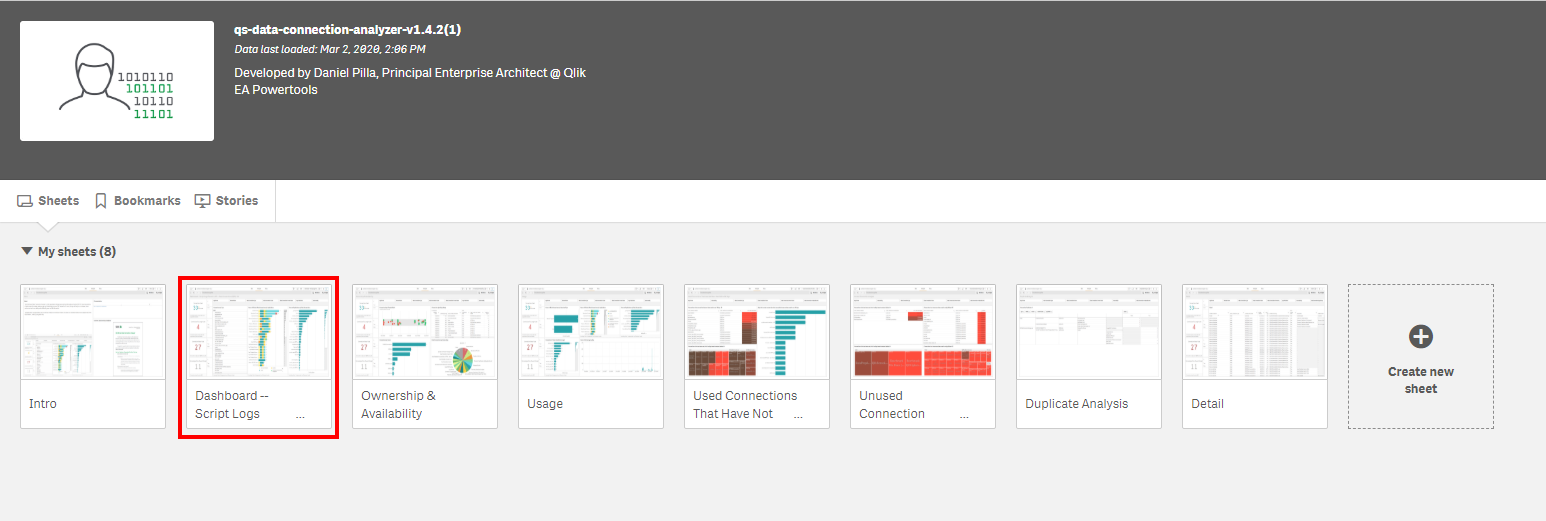 qs-data-connection-analyzer-v1.4.2(1)
Data last loaded: Mar 2, 2020, 2:06 PM
Developed by Daniel Pilla, Principal Enterprise Architect @ Qlik
EA Powertools
1010110
101101
10110
11101
Sheets
Bookmarks
Stories
My sheets (8)
Intro
Dashboard --
Script Logs ...
Ownership &
Availability
Usage
Used Connections
That Have Not ...
Unused
Connection ...
Duplicate Analysis
Detail
Create new
sheet